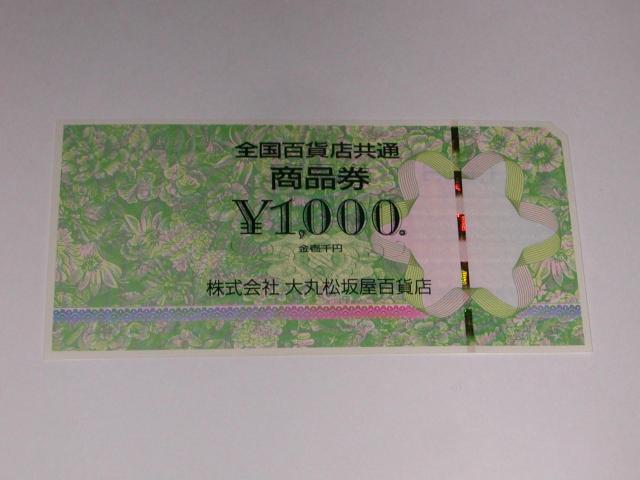 全国百貨店共通
商品券
¥1,000.
金壱千円
株式会社 大丸松坂屋百貨店